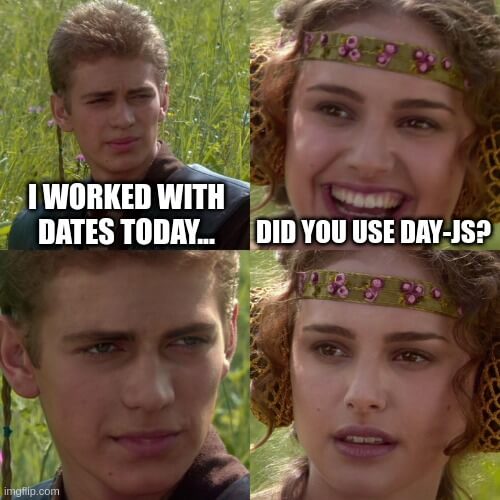 I WORKED WITH
DATES TODAY...
DID YOU USE DAY-JS?
imgflip.com